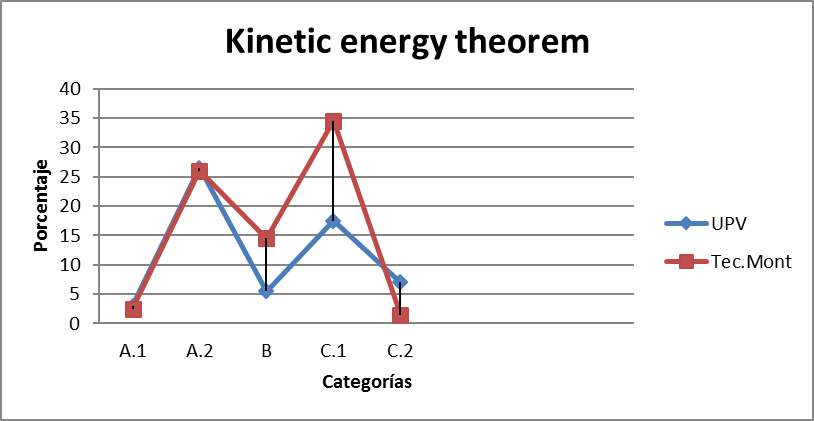 Kinetic energy theorem
40
35
30
25
20
15
10
5
0
Porcentaje
A.1 A.2 B C.1 C.2
Categorías
UPV
Tec.Mont